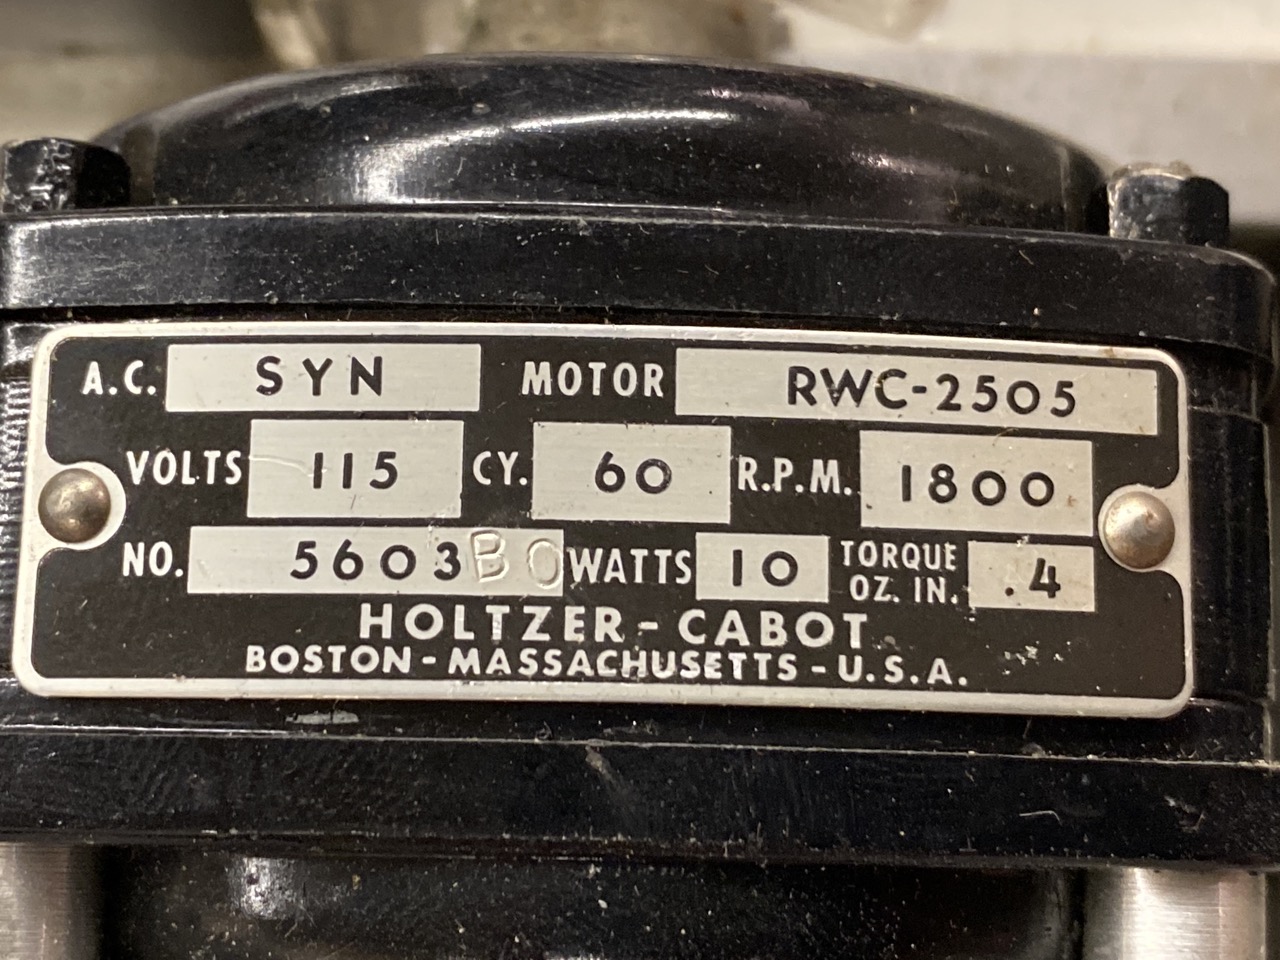 A.C. SYN MOTOR RWC-2505
VOLTS 115 CY. 60 R.P.M. 1800
NO. 5603BO WATTS 10 TORQUE OZ. IN. .4
HOLTZER-CABOT
BOSTON-MASSACHUSETTS-U.S.A.